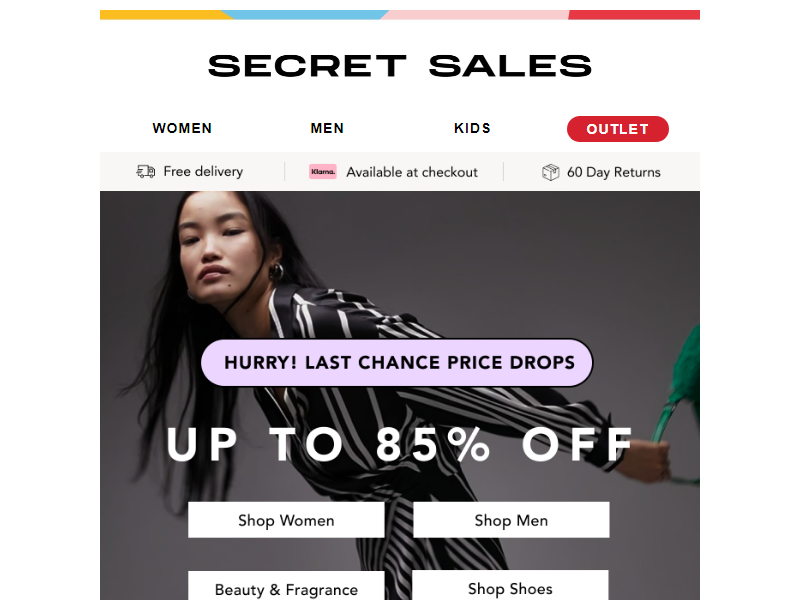 SECRET SALES
WOMEN MEN KIDS OUTLET
Free delivery Klarna. Available at checkout 60 Day Returns
HURRY! LAST CHANCE PRICE DROPS
UP TO 85% OFF
Shop Women Shop Men
Beauty & Fragrance Shop Shoes